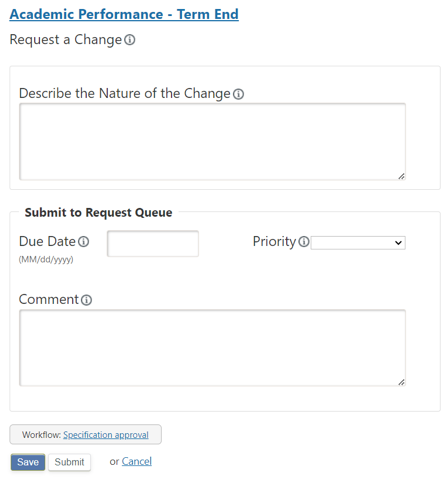 Academic Performance - Term End
Request a Change
Describe the Nature of the Change
Submit to Request Queue
Due Date
Priority
(MM/dd/yyyy)
Comment
Workflow: Specification approval
Save Submit or Cancel